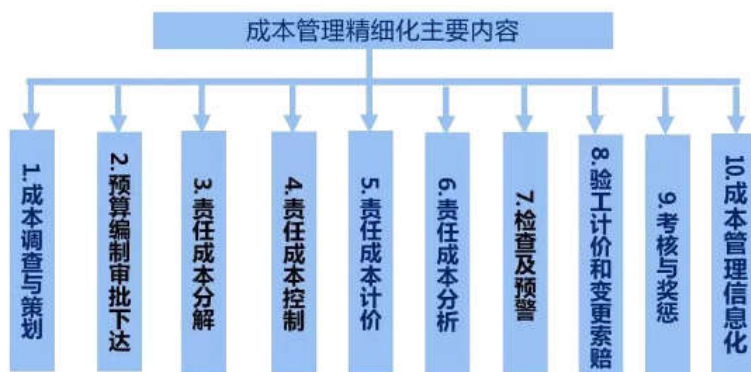 成本管理精细化主要内容
1.成本调查与策划
2.预算编制审批下达
3.责任成本分解
4.责任成本控制
5.责任成本计价
6.责任成本分析
7.检查及预警
8.验工计价和变更索赔
9.考核与奖惩
10.成本管理信息化